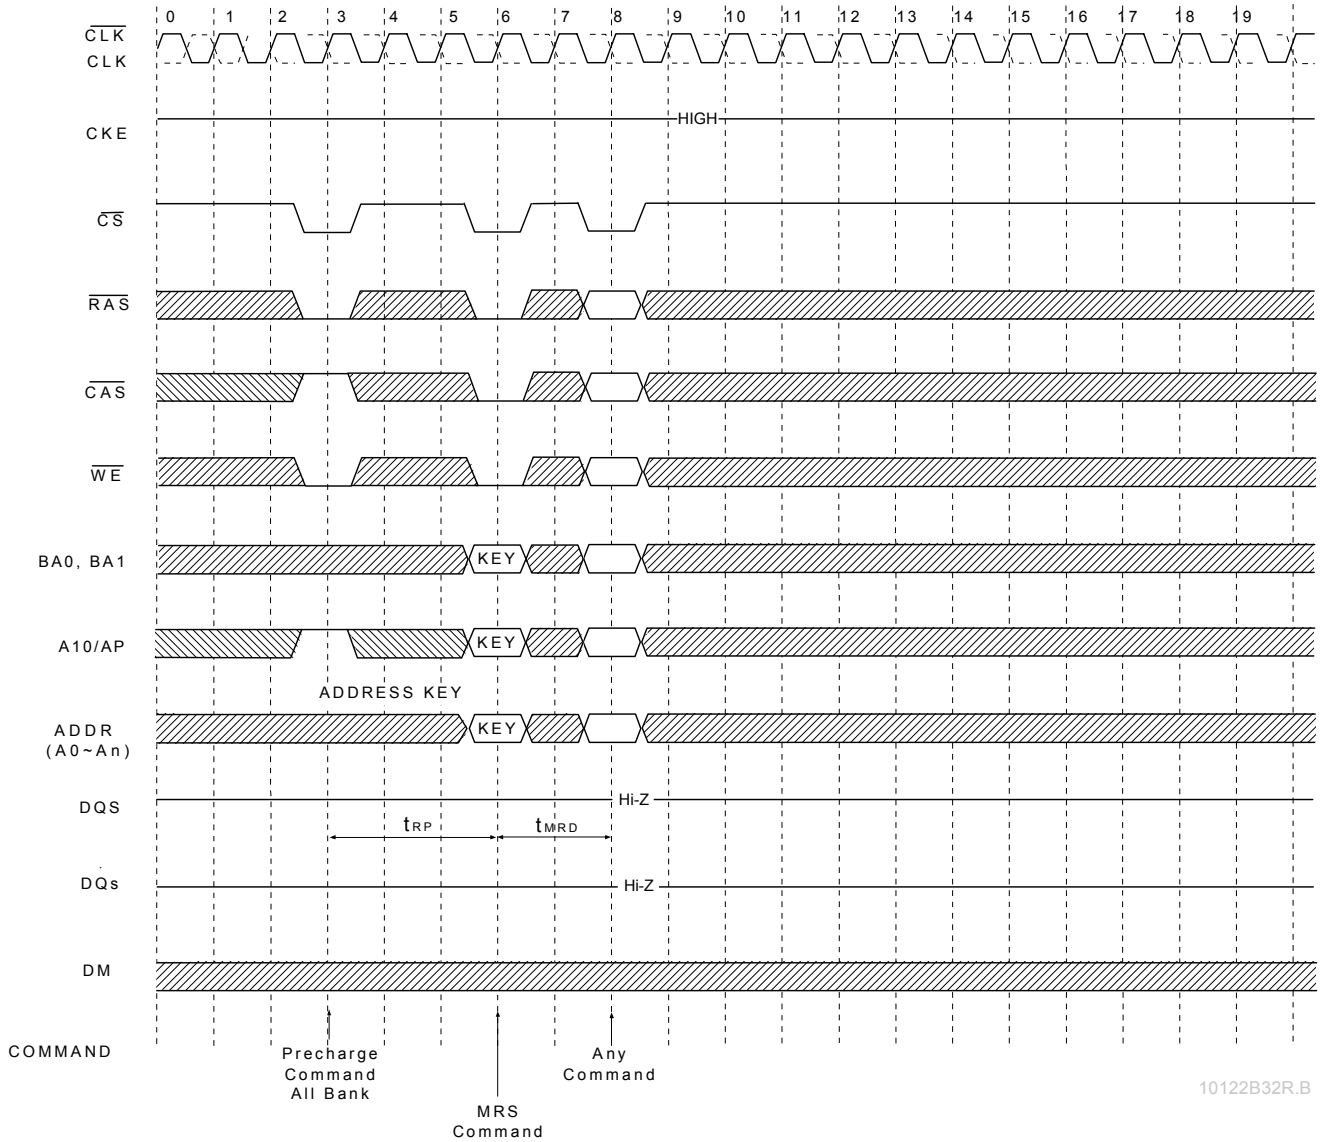 0 1 2 3 4 5 6 7 8 9 10 11 12 13 14 15 16 17 18 19
CLK
CLK
HIGH
CKE
CS
RAS
CAS
WE
BA0, BA1 KEY
A10/AP KEY
ADDRESS KEY
ADDR KEY
(A0~An)
DQS Hi-Z
tRP tMRD
DQs Hi-Z
DM
COMMAND
Precharge
Command
All Bank
Any
Command
MRS
Command
10122B32R.B